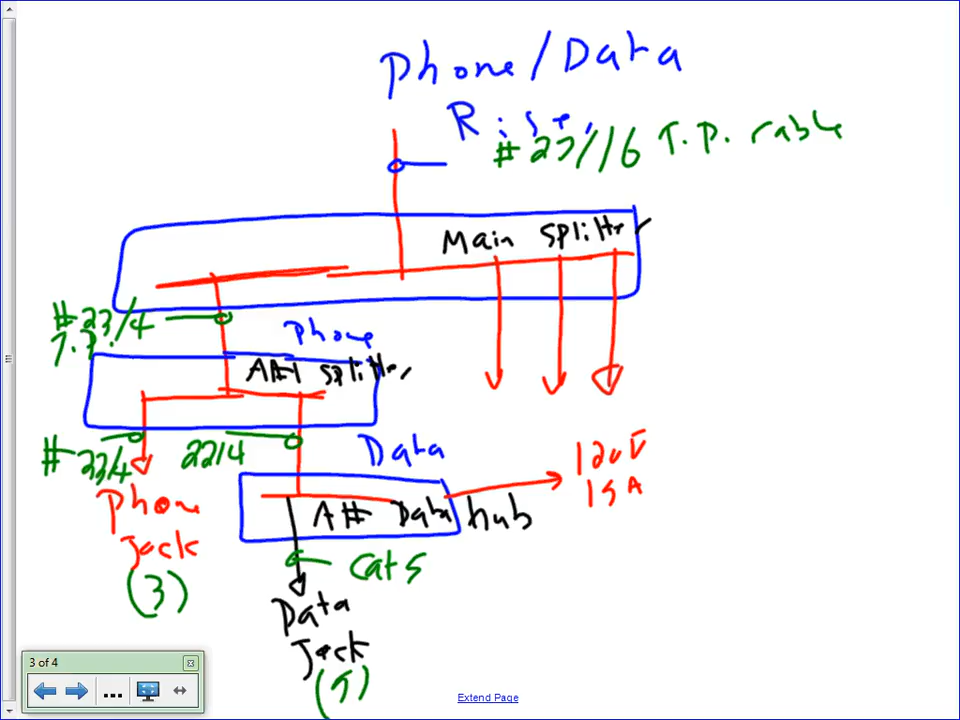 Phone/Data
Riser
#22/16 T.P. cable
Main Splitter
#22/4
T.P.
Phone
Apt Splitter
#22/4
22/4
Data
120V
15A
Phone
Jack
(3)
Apt Data hub
Cat5
Data
Jack
3 of 4
...
Extend Page